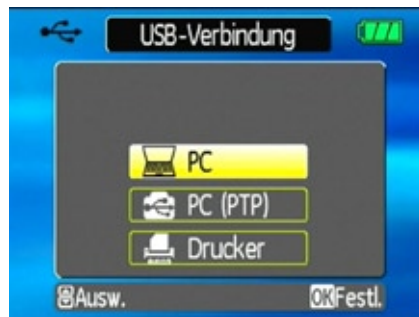 USB-Verbindung
PC
PC (PTP)
Drucker
Ausw. OK Festl.